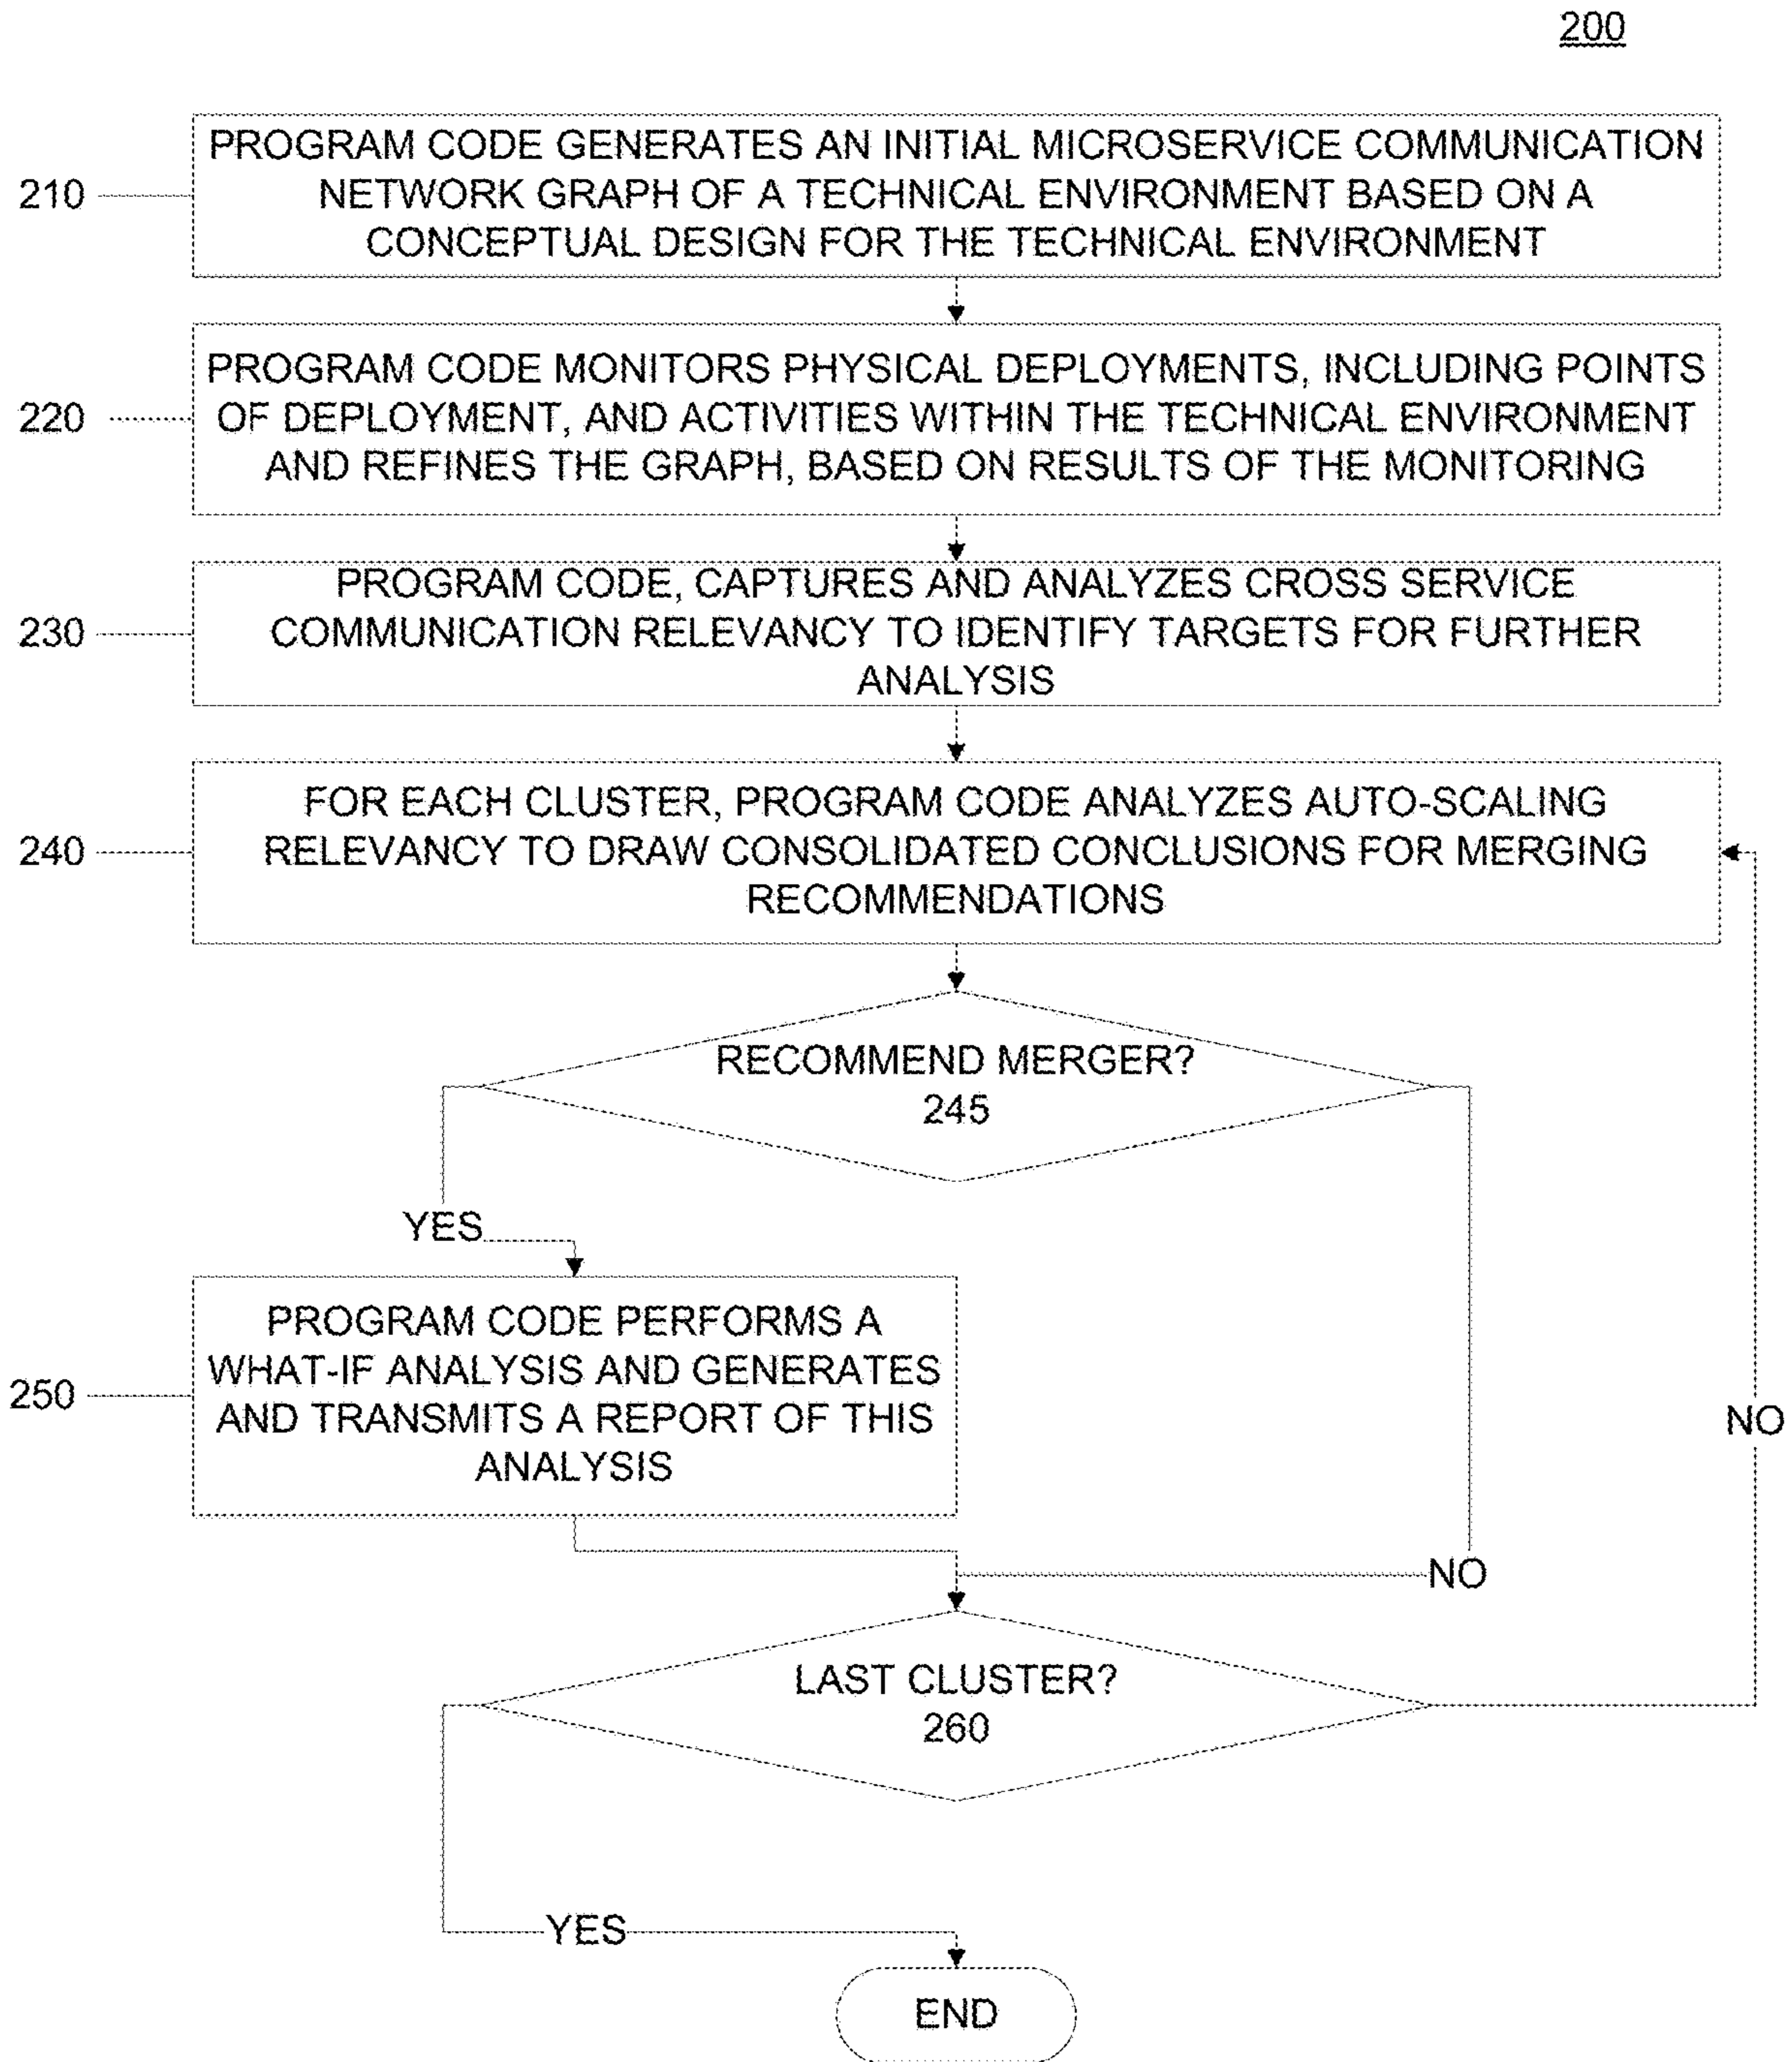 200
PROGRAM CODE GENERATES AN INITIAL MICROSERVICE COMMUNICATION
NETWORK GRAPH OF A TECHNICAL ENVIRONMENT BASED ON A
CONCEPTUAL DESIGN FOR THE TECHNICAL ENVIRONMENT
210
PROGRAM CODE MONITORS PHYSICAL DEPLOYMENTS, INCLUDING POINTS
OF DEPLOYMENT, AND ACTIVITIES WITHIN THE TECHNICAL ENVIRONMENT
AND REFINES THE GRAPH, BASED ON RESULTS OF THE MONITORING
220
PROGRAM CODE, CAPTURES AND ANALYZES CROSS SERVICE
COMMUNICATION RELEVANCY TO IDENTIFY TARGETS FOR FURTHER
ANALYSIS
230
FOR EACH CLUSTER, PROGRAM CODE ANALYZES AUTO-SCALING
RELEVANCY TO DRAW CONSOLIDATED CONCLUSIONS FOR MERGING
RECOMMENDATIONS
240
RECOMMEND MERGER?
245
YES
PROGRAM CODE PERFORMS A
WHAT-IF ANALYSIS AND GENERATES
AND TRANSMITS A REPORT OF THIS
ANALYSIS
250
NO
NO
LAST CLUSTER?
260
YES
END